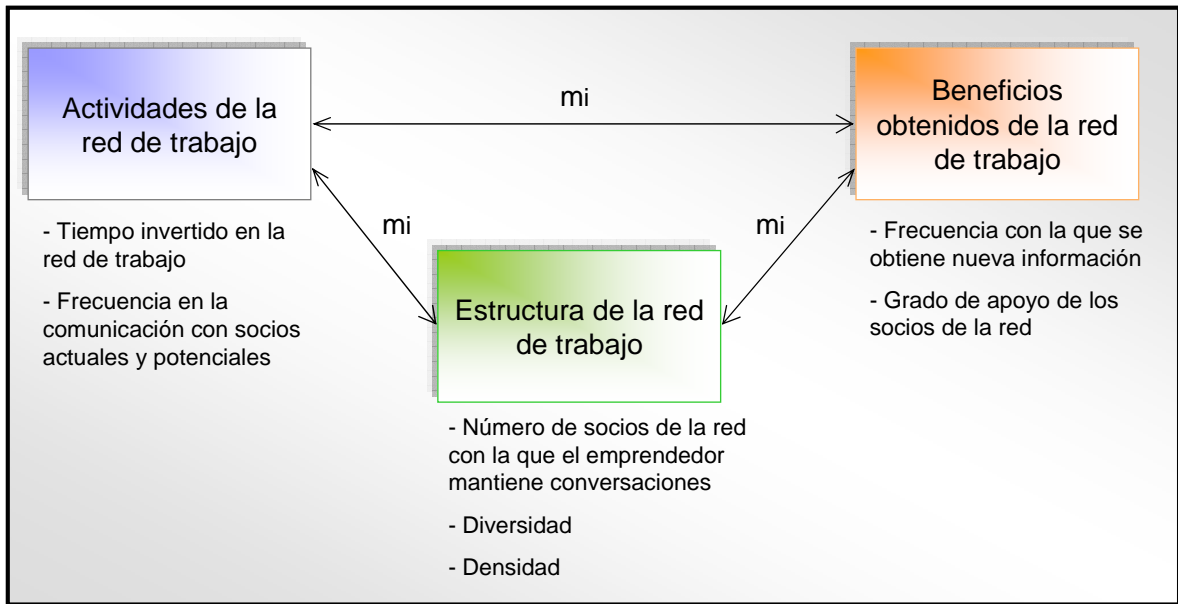 Actividades de la
red de trabajo
mi
Beneficios
obtenidos de la red
de trabajo
- Tiempo invertido en la
red de trabajo
- Frecuencia en la
comunicación con socios
actuales y potenciales
mi
mi
- Frecuencia con la que se
obtiene nueva información
- Grado de apoyo de los
socios de la red
Estructura de la red
de trabajo
- Número de socios de la red
con la que el emprendedor
mantiene conversaciones
- Diversidad
- Densidad